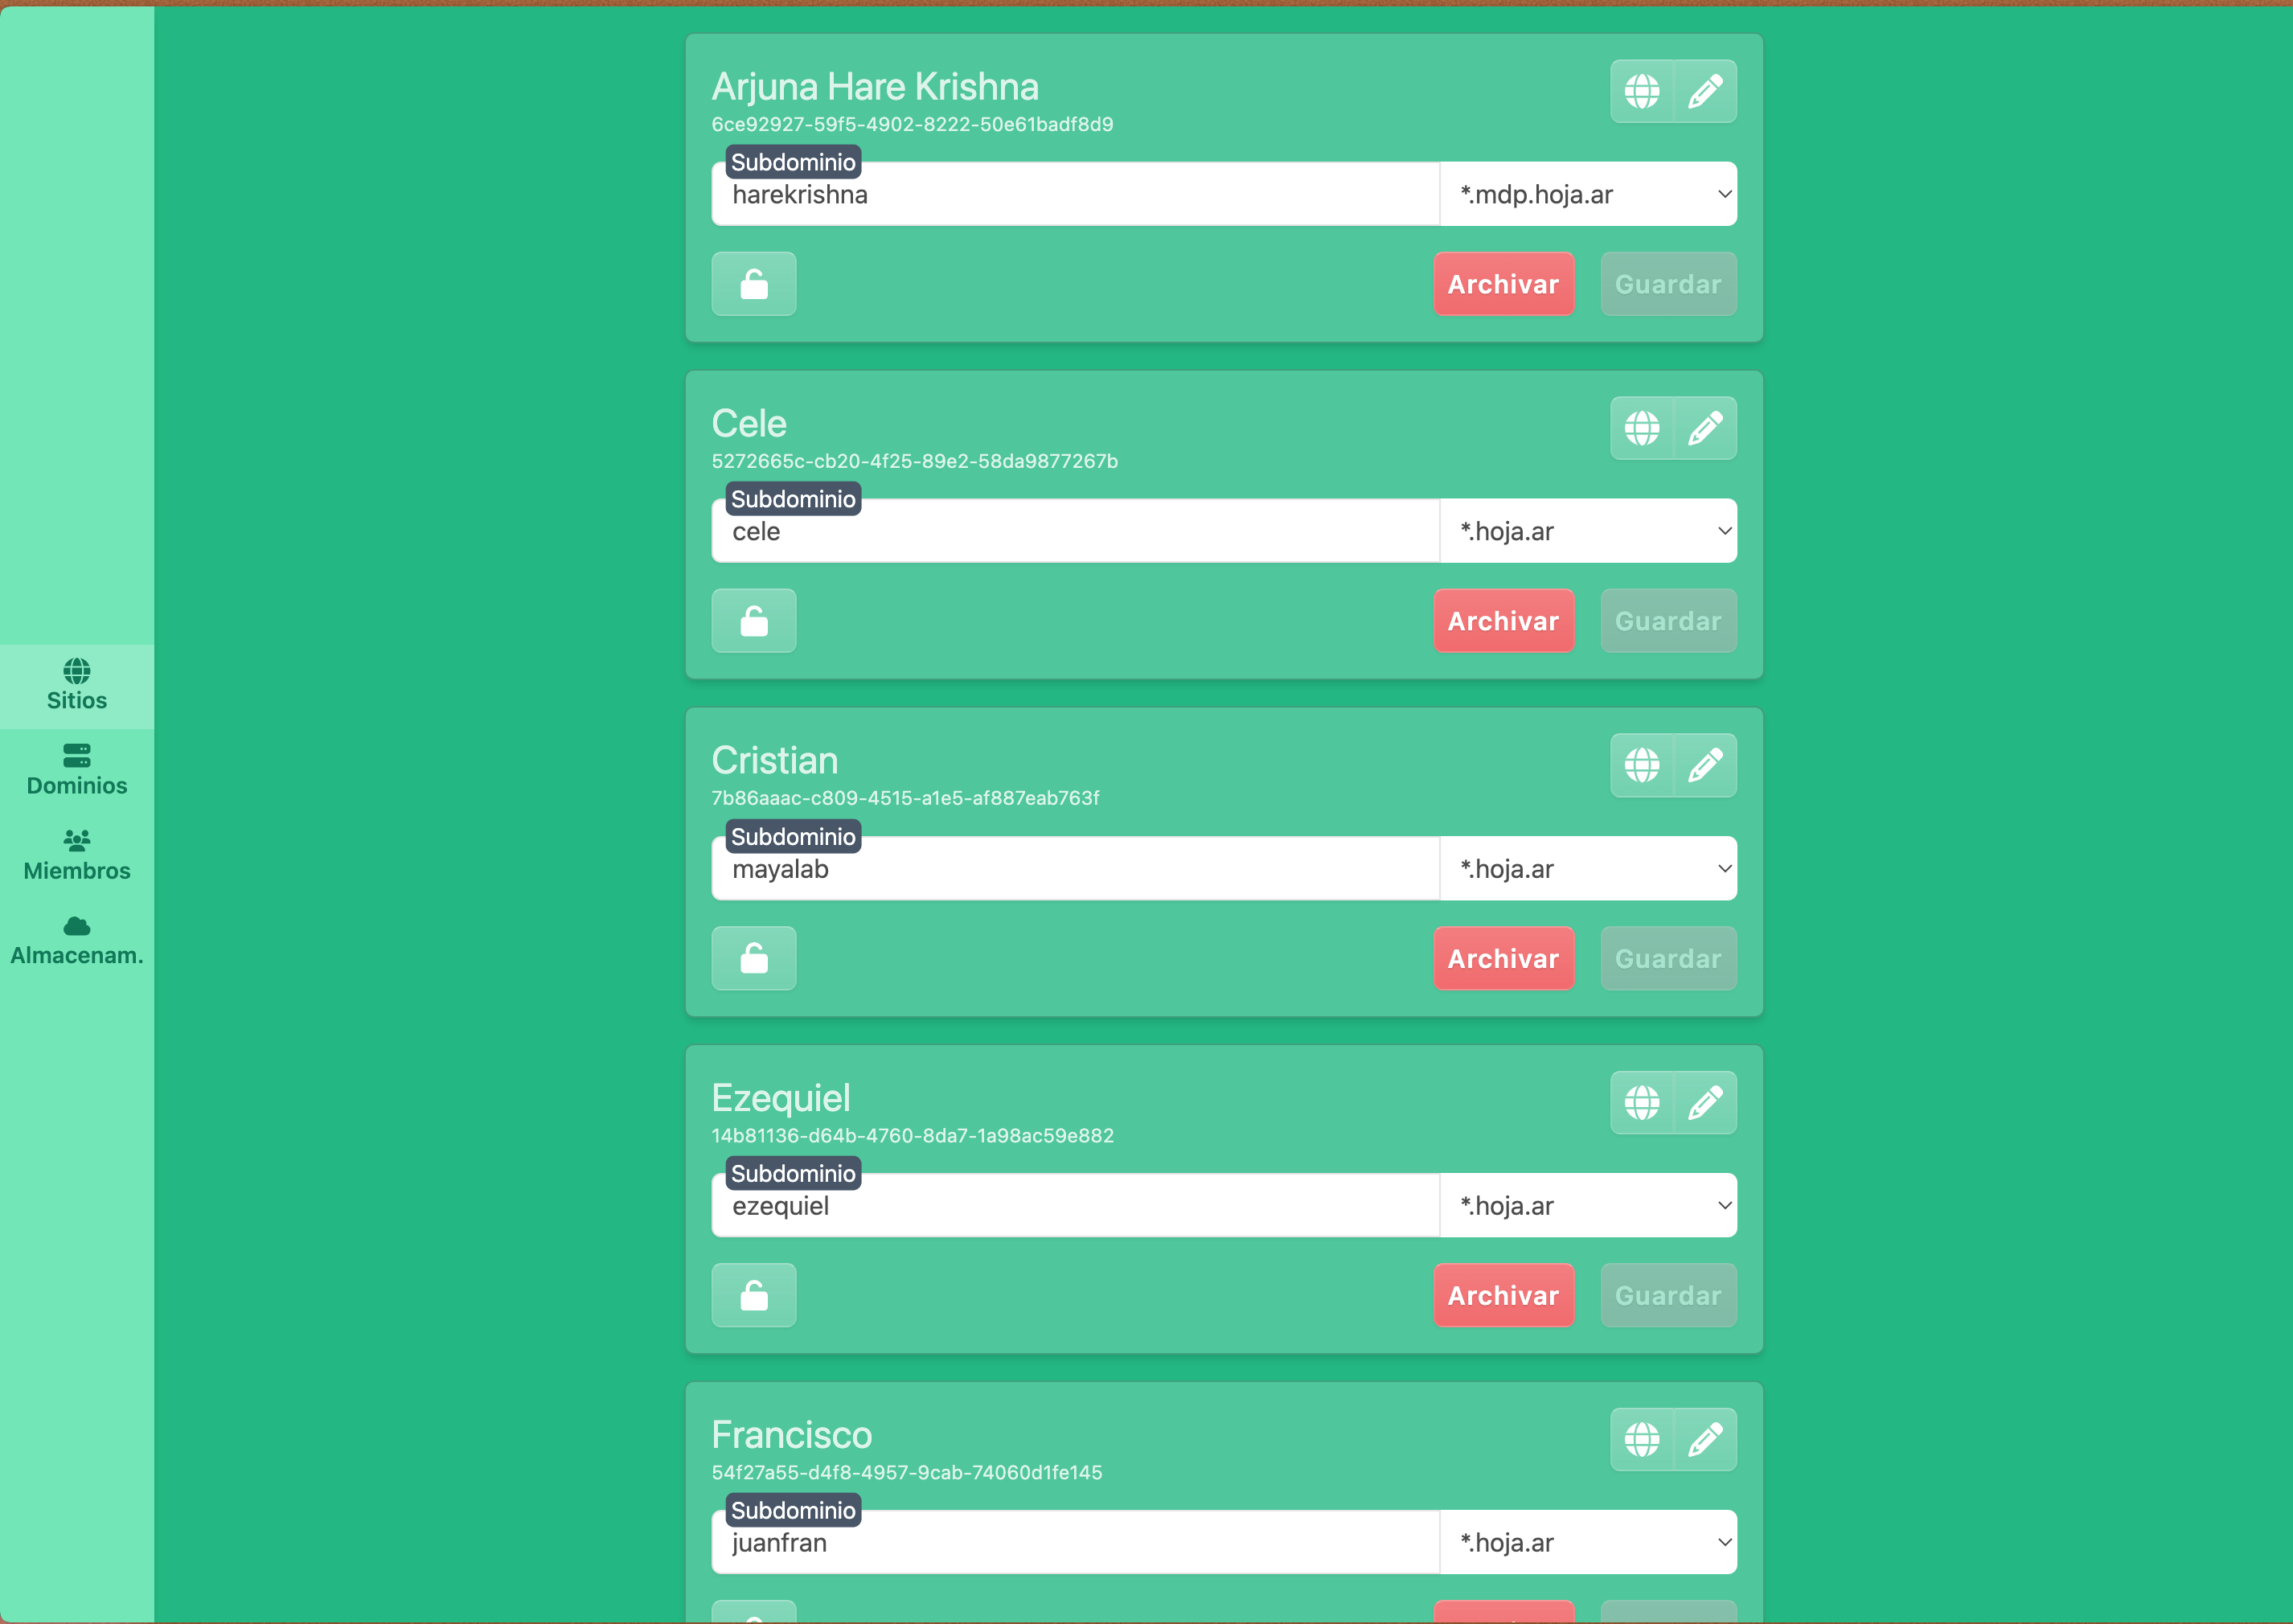 Arjuna Hare Krishna
6ce92927-59f5-4902-8222-50e61badf8d9
Subdominio
harekrishna
*.mdp.hoja.ar
Archivar
Guardar
Cele
5272665c-cb20-4f25-89e2-58da9877267b
Subdominio
cele
*.hoja.ar
Archivar
Guardar
Sitios
Dominios
Miembros
Almacenam.
Cristian
7b86aaac-c809-4515-a1e5-af887eab763f
Subdominio
mayalab
*.hoja.ar
Archivar
Guardar
Ezequiel
14b81136-d64b-4760-8da7-1a98ac59e882
Subdominio
ezequiel
*.hoja.ar
Archivar
Guardar
Francisco
54f27a55-d4f8-4957-9cab-74060d1fe145
Subdominio
juanfran
*.hoja.ar